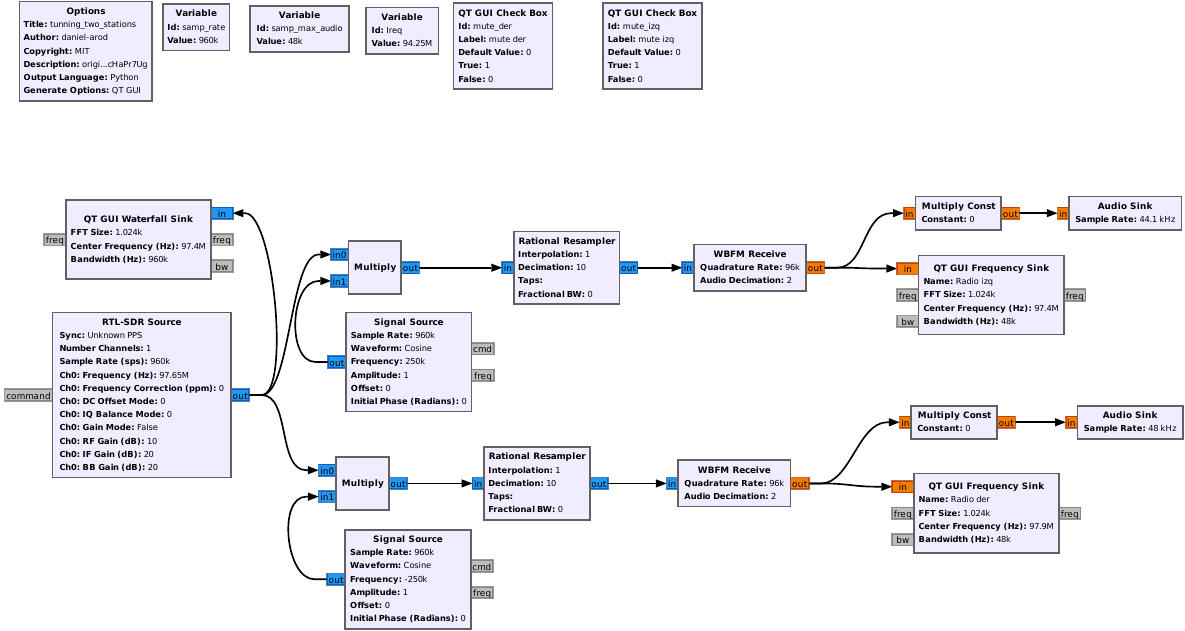 Options
Title: tunning_two_stations
Author: daniel-arod
Copyright: MIT
Description: origi...cHaPr7Ug
Output Language: Python
Generate Options: QT GUI
Variable
Id: samp_rate
Value: 960k
Variable
Id: samp_max_audio
Value: 48k
Variable
Id: lreq
Value: 94.25M
QT GUI Check Box
Id: mute_der
Label: mute der
Default Value: 0
True: 1
False: 0
QT GUI Check Box
Id: mute_izq
Label: mute izq
Default Value: 0
True: 1
False: 0
QT GUI Waterfall Sink
FFT Size: 1.024k
Center Frequency (Hz): 97.4M
Bandwidth (Hz): 960k
in
freq
freq
bw
RTL-SDR Source
Sync: Unknown PPS
Number Channels: 1
Sample Rate (sps): 960k
Ch0: Frequency (Hz): 97.65M
Ch0: Frequency Correction (ppm): 0
Ch0: DC Offset Mode: 0
Ch0: IQ Balance Mode: 0
Ch0: Gain Mode: False
Ch0: RF Gain (dB): 10
Ch0: IF Gain (dB): 20
Ch0: BB Gain (dB): 20
command
out
in0
in1
Multiply
out
Signal Source
Sample Rate: 960k
Waveform: Cosine
Frequency: 250k
Amplitude: 1
Offset: 0
Initial Phase (Radians): 0
out
cmd
freq
in
Rational Resampler
Interpolation: 1
Decimation: 10
Taps:
Fractional BW: 0
out
in
WBFM Receive
Quadrature Rate: 96k
Audio Decimation: 2
out
in
Multiply Const
Constant: 0
out
in
Audio Sink
Sample Rate: 44.1 kHz
in
freq
bw
QT GUI Frequency Sink
Name: Radio izq
FFT Size: 1.024k
Center Frequency (Hz): 97.4M
Bandwidth (Hz): 48k
freq
in0
in1
Multiply
out
Signal Source
Sample Rate: 960k
Waveform: Cosine
Frequency: -250k
Amplitude: 1
Offset: 0
Initial Phase (Radians): 0
out
cmd
freq
in
Rational Resampler
Interpolation: 1
Decimation: 10
Taps:
Fractional BW: 0
out
in
WBFM Receive
Quadrature Rate: 96k
Audio Decimation: 2
out
in
Multiply Const
Constant: 0
out
in
Audio Sink
Sample Rate: 48 kHz
in
freq
bw
QT GUI Frequency Sink
Name: Radio der
FFT Size: 1.024k
Center Frequency (Hz): 97.9M
Bandwidth (Hz): 48k
freq